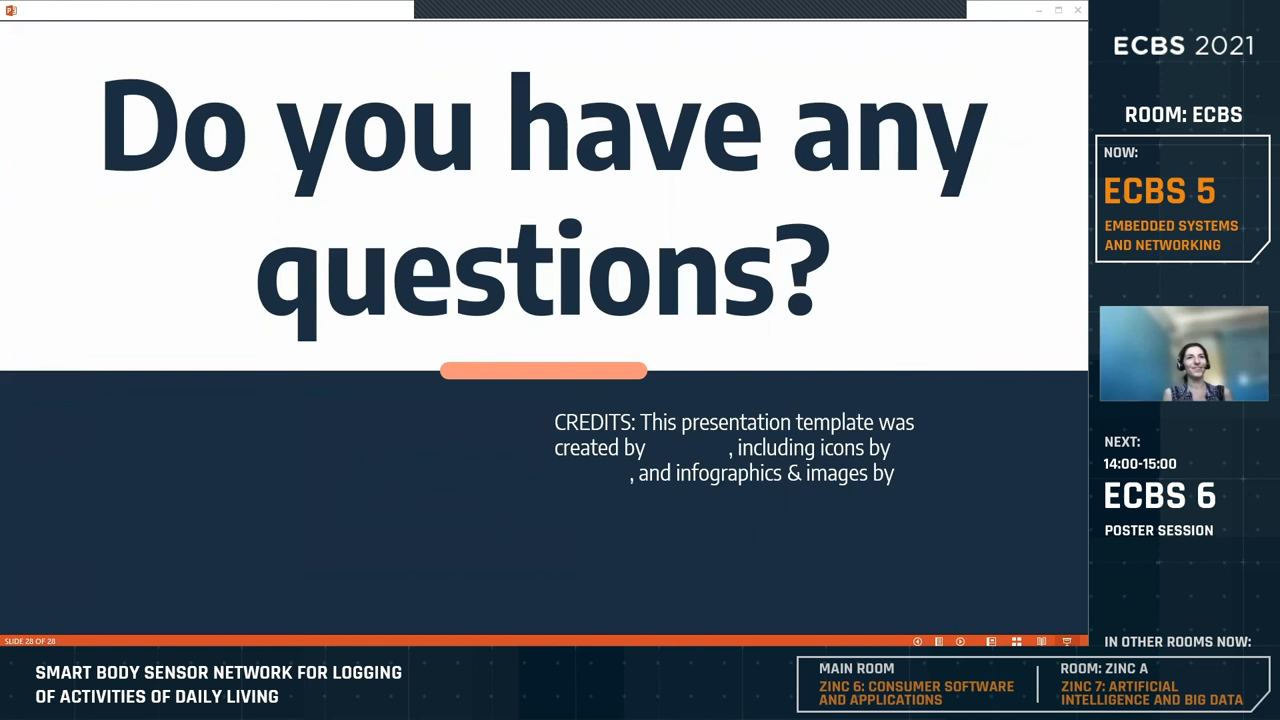 Do you have any
questions?
CREDITS: This presentation template was
created by , including icons by
, and infographics & images by
SLIDE 28 OF 28
ECBS 2021
ROOM: ECBS
NOW:
ECBS 5
EMBEDDED SYSTEMS
AND NETWORKING
NEXT:
14:00-15:00
ECBS 6
POSTER SESSION
IN OTHER ROOMS NOW:
SMART BODY SENSOR NETWORK FOR LOGGING
OF ACTIVITIES OF DAILY LIVING
MAIN ROOM
ZINC 6: CONSUMER SOFTWARE
AND APPLICATIONS
ROOM: ZINC A
ZINC 7: ARTIFICIAL
INTELLIGENCE AND BIG DATA